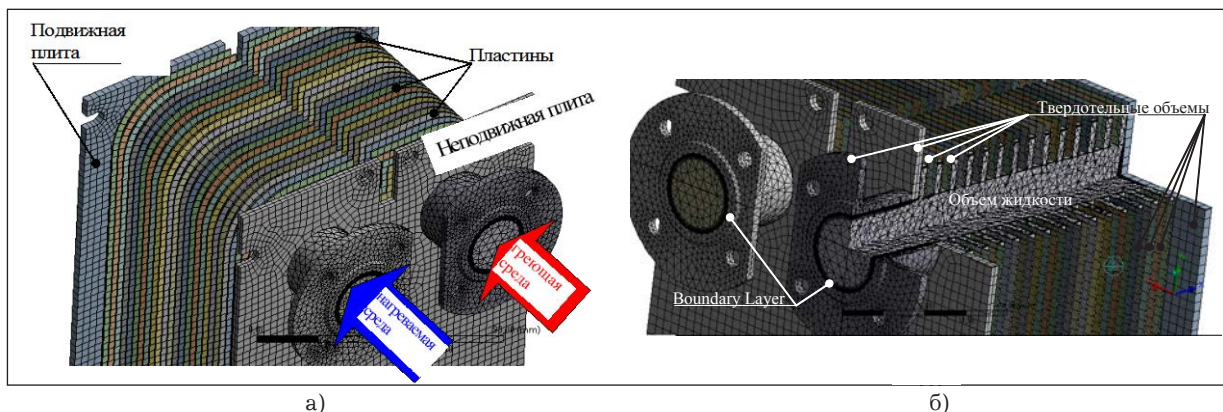 Подвижная
плита
Пластины
Неподвижная плита
греющая
среда
нагреваемая
среда
Твердотельные объемы
Объем жидкости
Boundary Layer
а)
б)